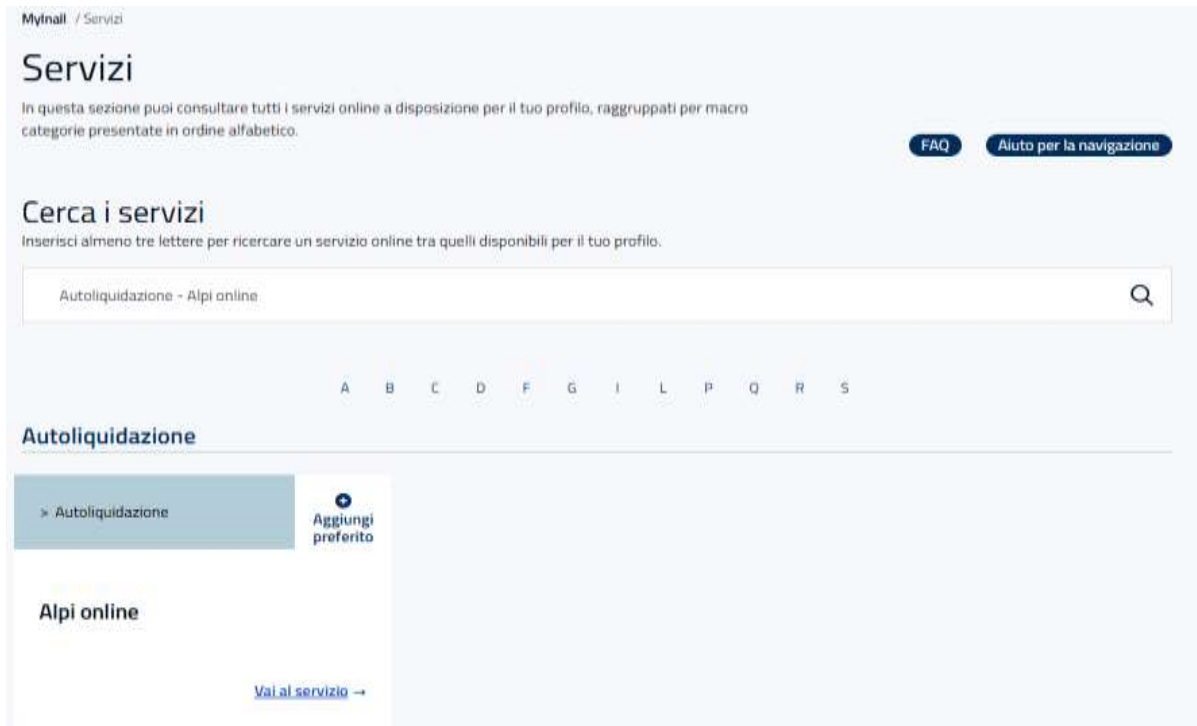 MyInail / Servizi
Servizi
In questa sezione puoi consultare tutti i servizi online a disposizione per il tuo profilo, raggruppati per macro
categorie presentate in ordine alfabetico.
FAQ Aiuto per la navigazione
Cerca i servizi
Inserisci almeno tre lettere per ricercare un servizio online tra quelli disponibili per il tuo profilo.
Autoliquidazione - Alpi online
A B C D F G I L P Q R S
Autoliquidazione
> Autoliquidazione
Aggiungi
preferito
Alpi online
Vai al servizio →